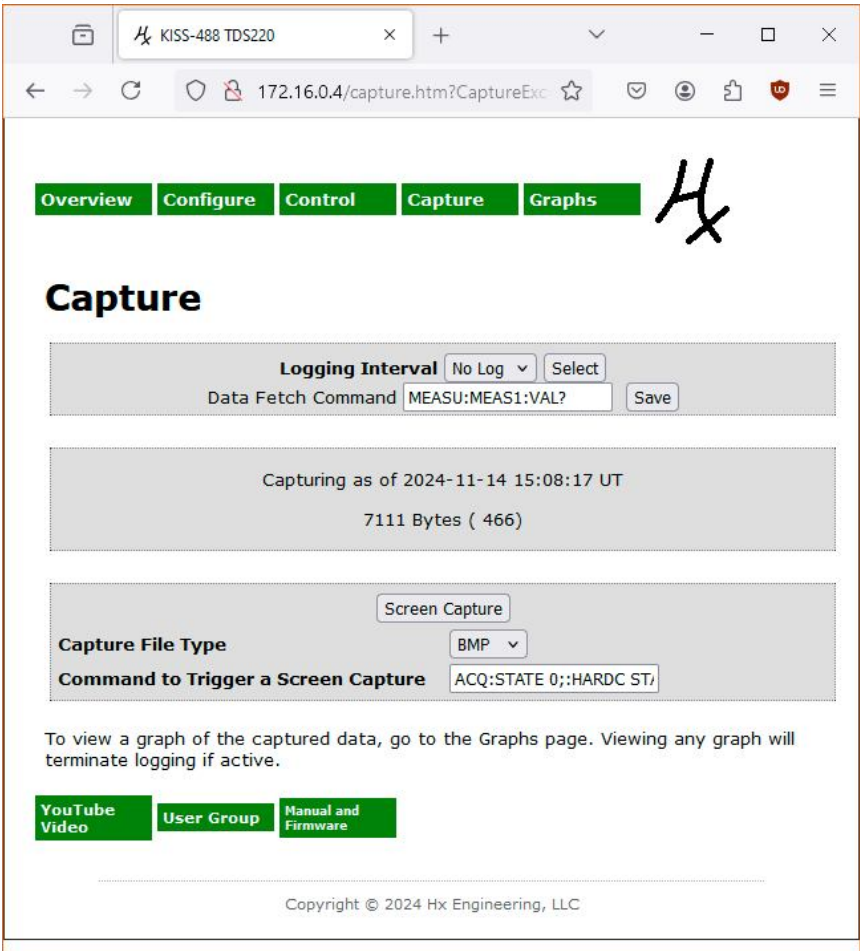 Hx KISS-488 TDS220
172.16.0.4/capture.htm?CaptureExc
Overview Configure Control Capture Graphs Hx
Capture
Logging Interval No Log Select
Data Fetch Command MEASU:MEAS1:VAL? Save
Capturing as of 2024-11-14 15:08:17 UT
7111 Bytes ( 466)
Screen Capture
Capture File Type BMP
Command to Trigger a Screen Capture ACQ:STATE 0;:HARDC STA
To view a graph of the captured data, go to the Graphs page. Viewing any graph will
terminate logging if active.
YouTube
Video
User Group
Manual and
Firmware
Copyright © 2024 Hx Engineering, LLC